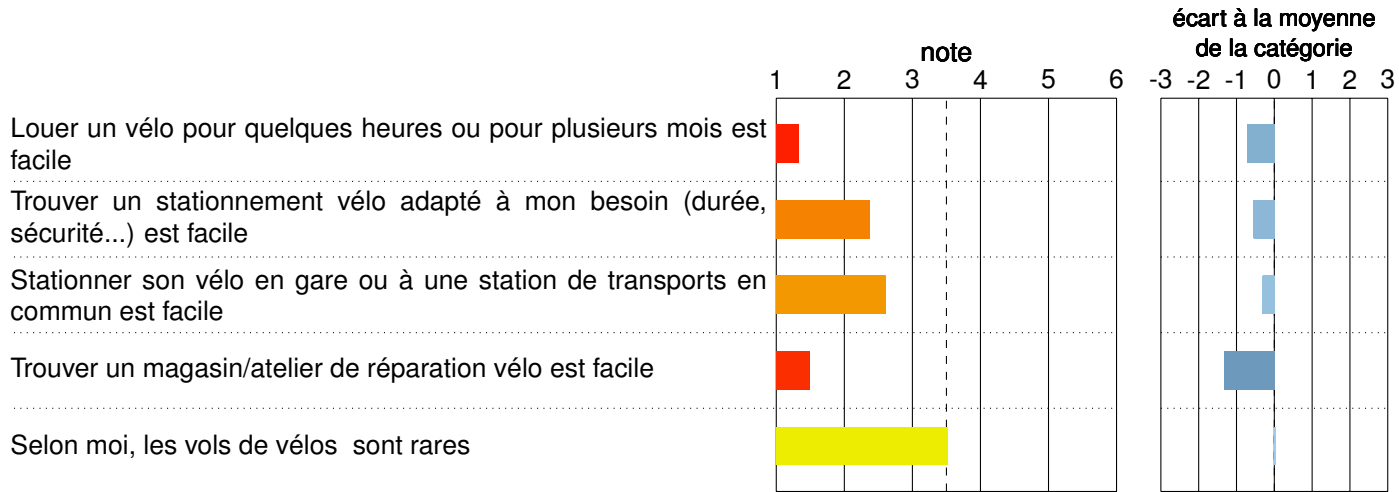 écart à la moyenne
note de la catégorie
1 2 3 4 5 6 -3 -2 -1 0 1 2 3
Louer un vélo pour quelques heures ou pour plusieurs mois est
facile
Trouver un stationnement vélo adapté à mon besoin (durée,
sécurité...) est facile
Stationner son vélo en gare ou à une station de transports en
commun est facile
Trouver un magasin/atelier de réparation vélo est facile
Selon moi, les vols de vélos sont rares